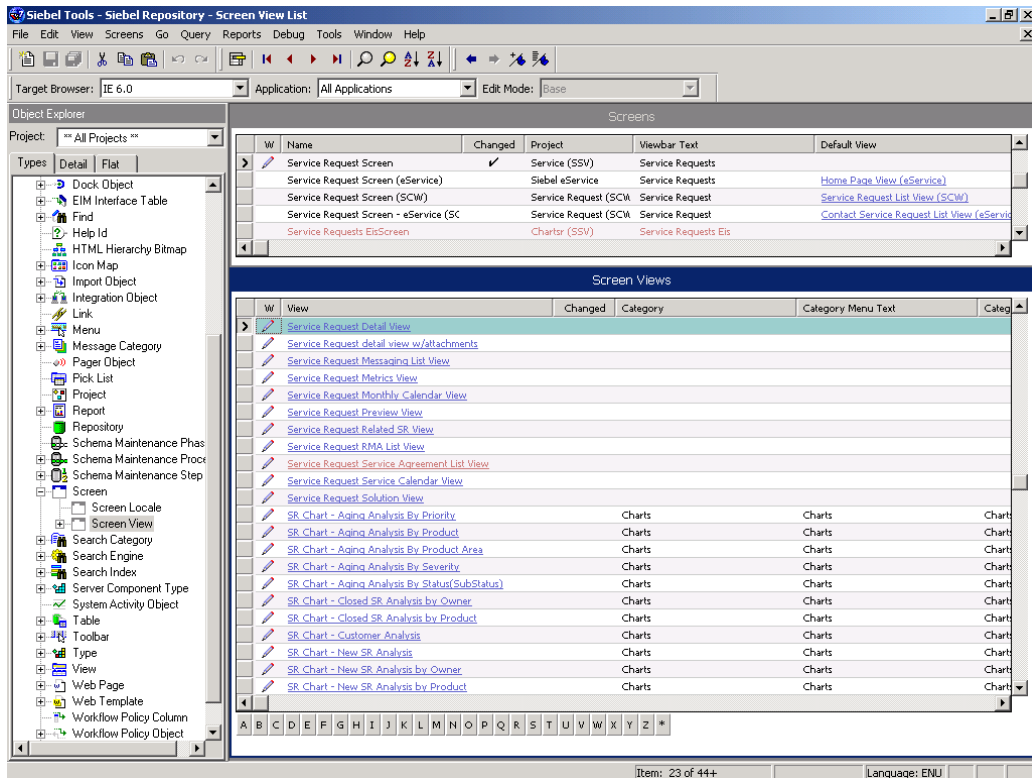 Siebel Tools - Siebel Repository - Screen View List
File Edit View Screens Go Query Reports Debug Tools Window Help
Target Browser: IE 6.0 Application: All Applications Edit Mode: Base
Object Explorer
Project: ** All Projects **
Types Detail Flat
Dock Object
EIM Interface Table
Find
Help Id
HTML Hierarchy Bitmap
Icon Map
Import Object
Integration Object
Link
Menu
Message Category
Pager Object
Pick List
Project
Report
Repository
Schema Maintenance Phas
Schema Maintenance Proce
Schema Maintenance Step
Screen
Screen Locale
Screen View
Search Category
Search Engine
Search Index
Server Component Type
System Activity Object
Table
Toolbar
Type
View
Web Page
Web Template
Workflow Policy Column
Workflow Policy Object
Screens
W Name Changed Project Viewbar Text Default View
Service Request Screen Service (SSV) Service Requests
Service Request Screen (eService) Siebel eService Service Requests Home Page View (eService)
Service Request Screen (SCW) Service Request (SCW Service Request Service Request List View (SCW)
Service Request Screen - eService (SC Service Request (SCW Service Request Contact Service Request List View (eServic
Service Requests EisScreen Chartsr (SSV) Service Requests Eis
Screen Views
W View Changed Category Category Menu Text Categ
Service Request Detail View
Service Request detail view w/attachments
Service Request Messaging List View
Service Request Metrics View
Service Request Monthly Calendar View
Service Request Preview View
Service Request Related SR View
Service Request RMA List View
Service Request Service Agreement List View
Service Request Service Calendar View
Service Request Solution View
SR Chart - Aging Analysis By Priority Charts Charts Charts
SR Chart - Aging Analysis By Product Charts Charts Charts
SR Chart - Aging Analysis By Product Area Charts Charts Charts
SR Chart - Aging Analysis By Severity Charts Charts Charts
SR Chart - Aging Analysis By Status(SubStatus) Charts Charts Charts
SR Chart - Closed SR Analysis by Owner Charts Charts Charts
SR Chart - Closed SR Analysis by Product Charts Charts Charts
SR Chart - Customer Analysis Charts Charts Charts
SR Chart - New SR Analysis Charts Charts Charts
SR Chart - New SR Analysis by Owner Charts Charts Charts
SR Chart - New SR Analysis by Product Charts Charts Charts
A B C D E F G H I J K L M N O P Q R S T U V W X Y Z *
Item: 23 of 44+ Language: ENU